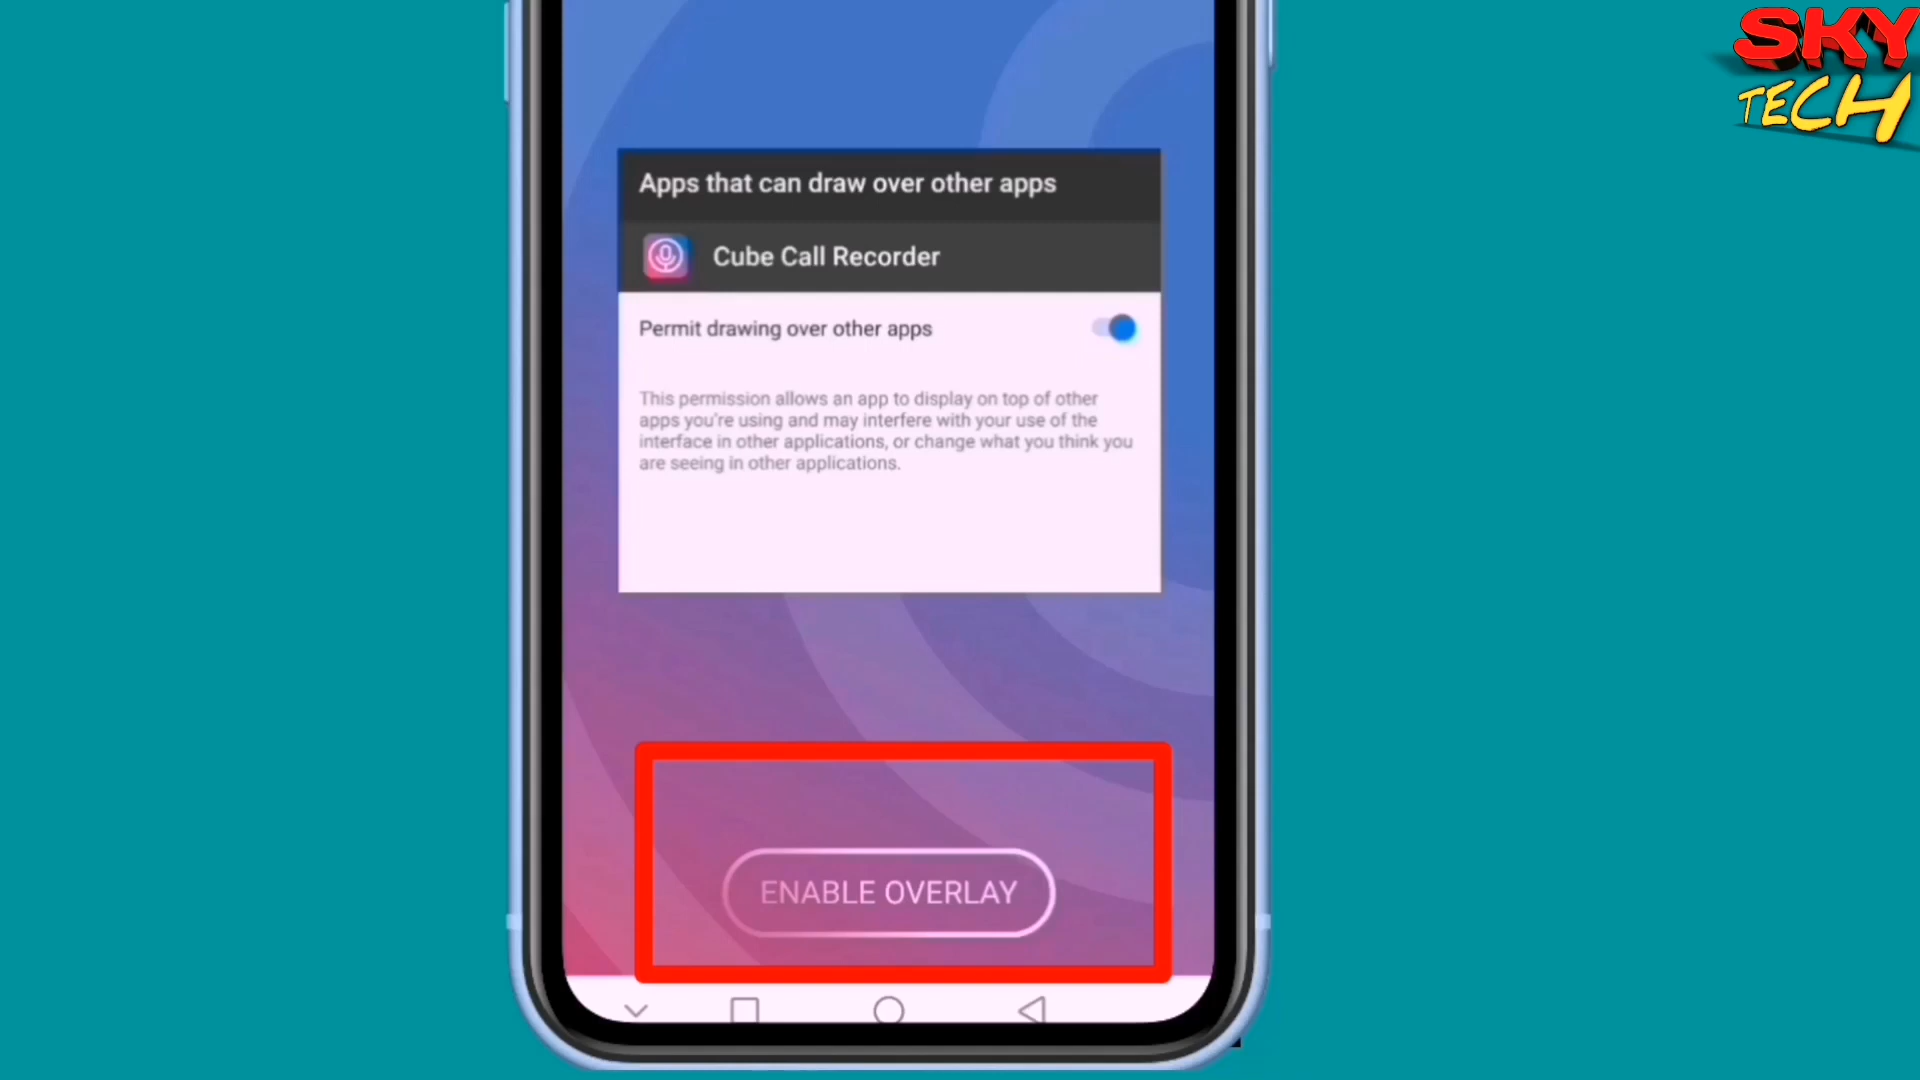 SKY
TECH
Apps that can draw over other apps
Cube Call Recorder
Permit drawing over other apps
This permission allows an app to display on top of other
apps you're using and may interfere with your use of the
interface in other applications, or change what you think you
are seeing in other applications.
ENABLE OVERLAY